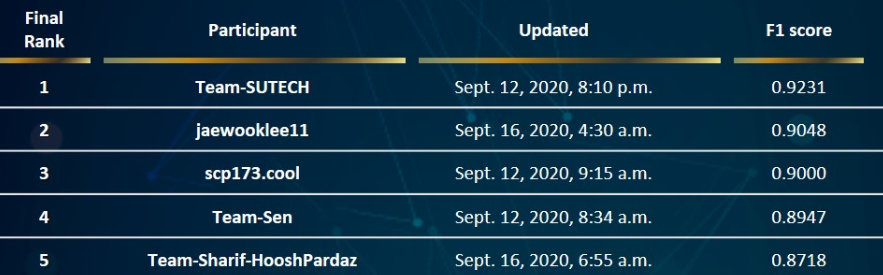 Final Rank Participant Updated F1 score
1 Team-SUTECH Sept. 12, 2020, 8:10 p.m. 0.9231
2 jaewooklee11 Sept. 16, 2020, 4:30 a.m. 0.9048
3 scp173.cool Sept. 12, 2020, 9:15 a.m. 0.9000
4 Team-Sen Sept. 12, 2020, 8:34 a.m. 0.8947
5 Team-Sharif-HooshPardaz Sept. 16, 2020, 6:55 a.m. 0.8718